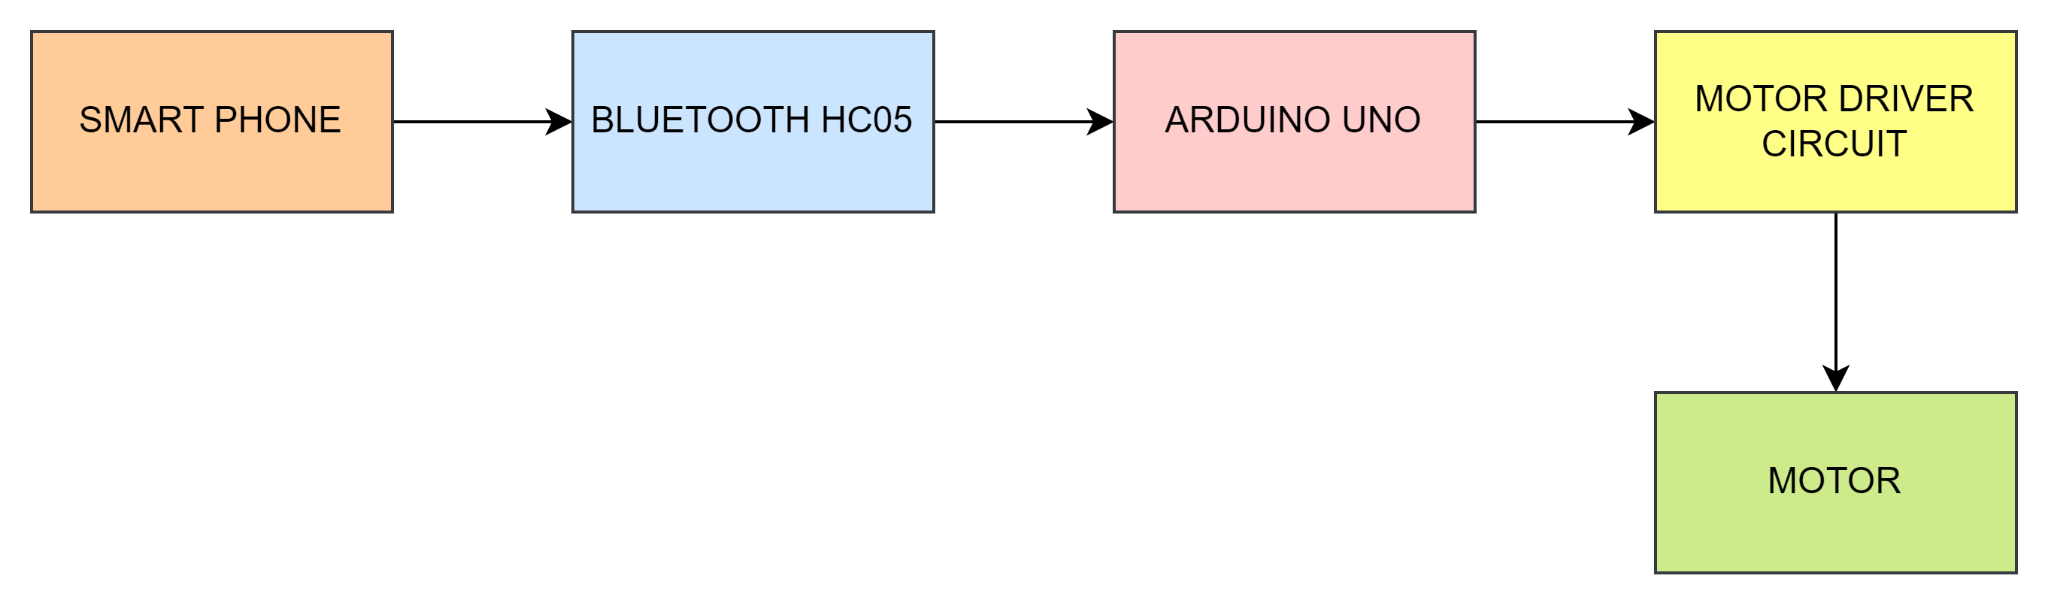 SMART PHONE
BLUETOOTH HC05
ARDUINO UNO
MOTOR DRIVER
CIRCUIT
MOTOR